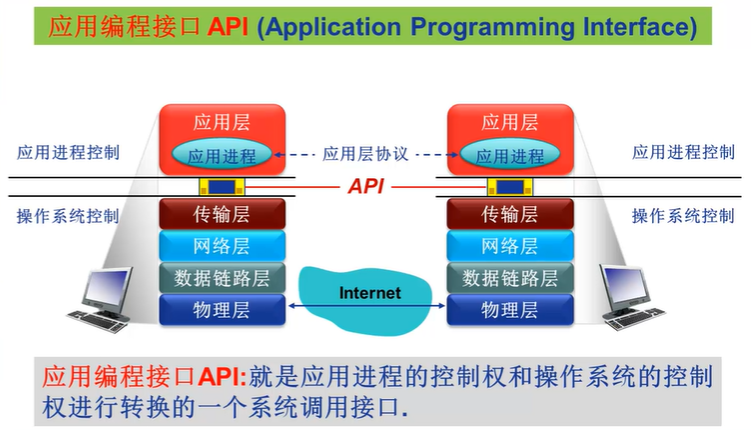 应用编程接口 API (Application Programming Interface)
应用层
应用层
应用进程控制
应用进程
应用层协议
应用进程
应用进程控制
API
操作系统控制
传输层
传输层
操作系统控制
网络层
网络层
数据链路层
数据链路层
Internet
物理层
物理层
应用编程接口API:就是应用进程的控制权和操作系统的控制
权进行转换的一个系统调用接口.